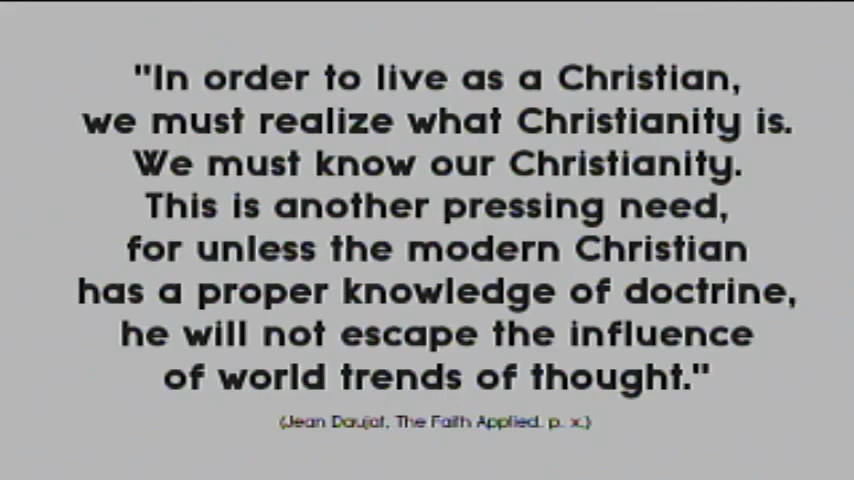 "In order to live as a Christian,
we must realize what Christianity is.
We must know our Christianity.
This is another pressing need,
for unless the modern Christian
has a proper knowledge of doctrine,
he will not escape the influence
of world trends of thought."
(Jean Daujat, The Faith Applied. p. x.)